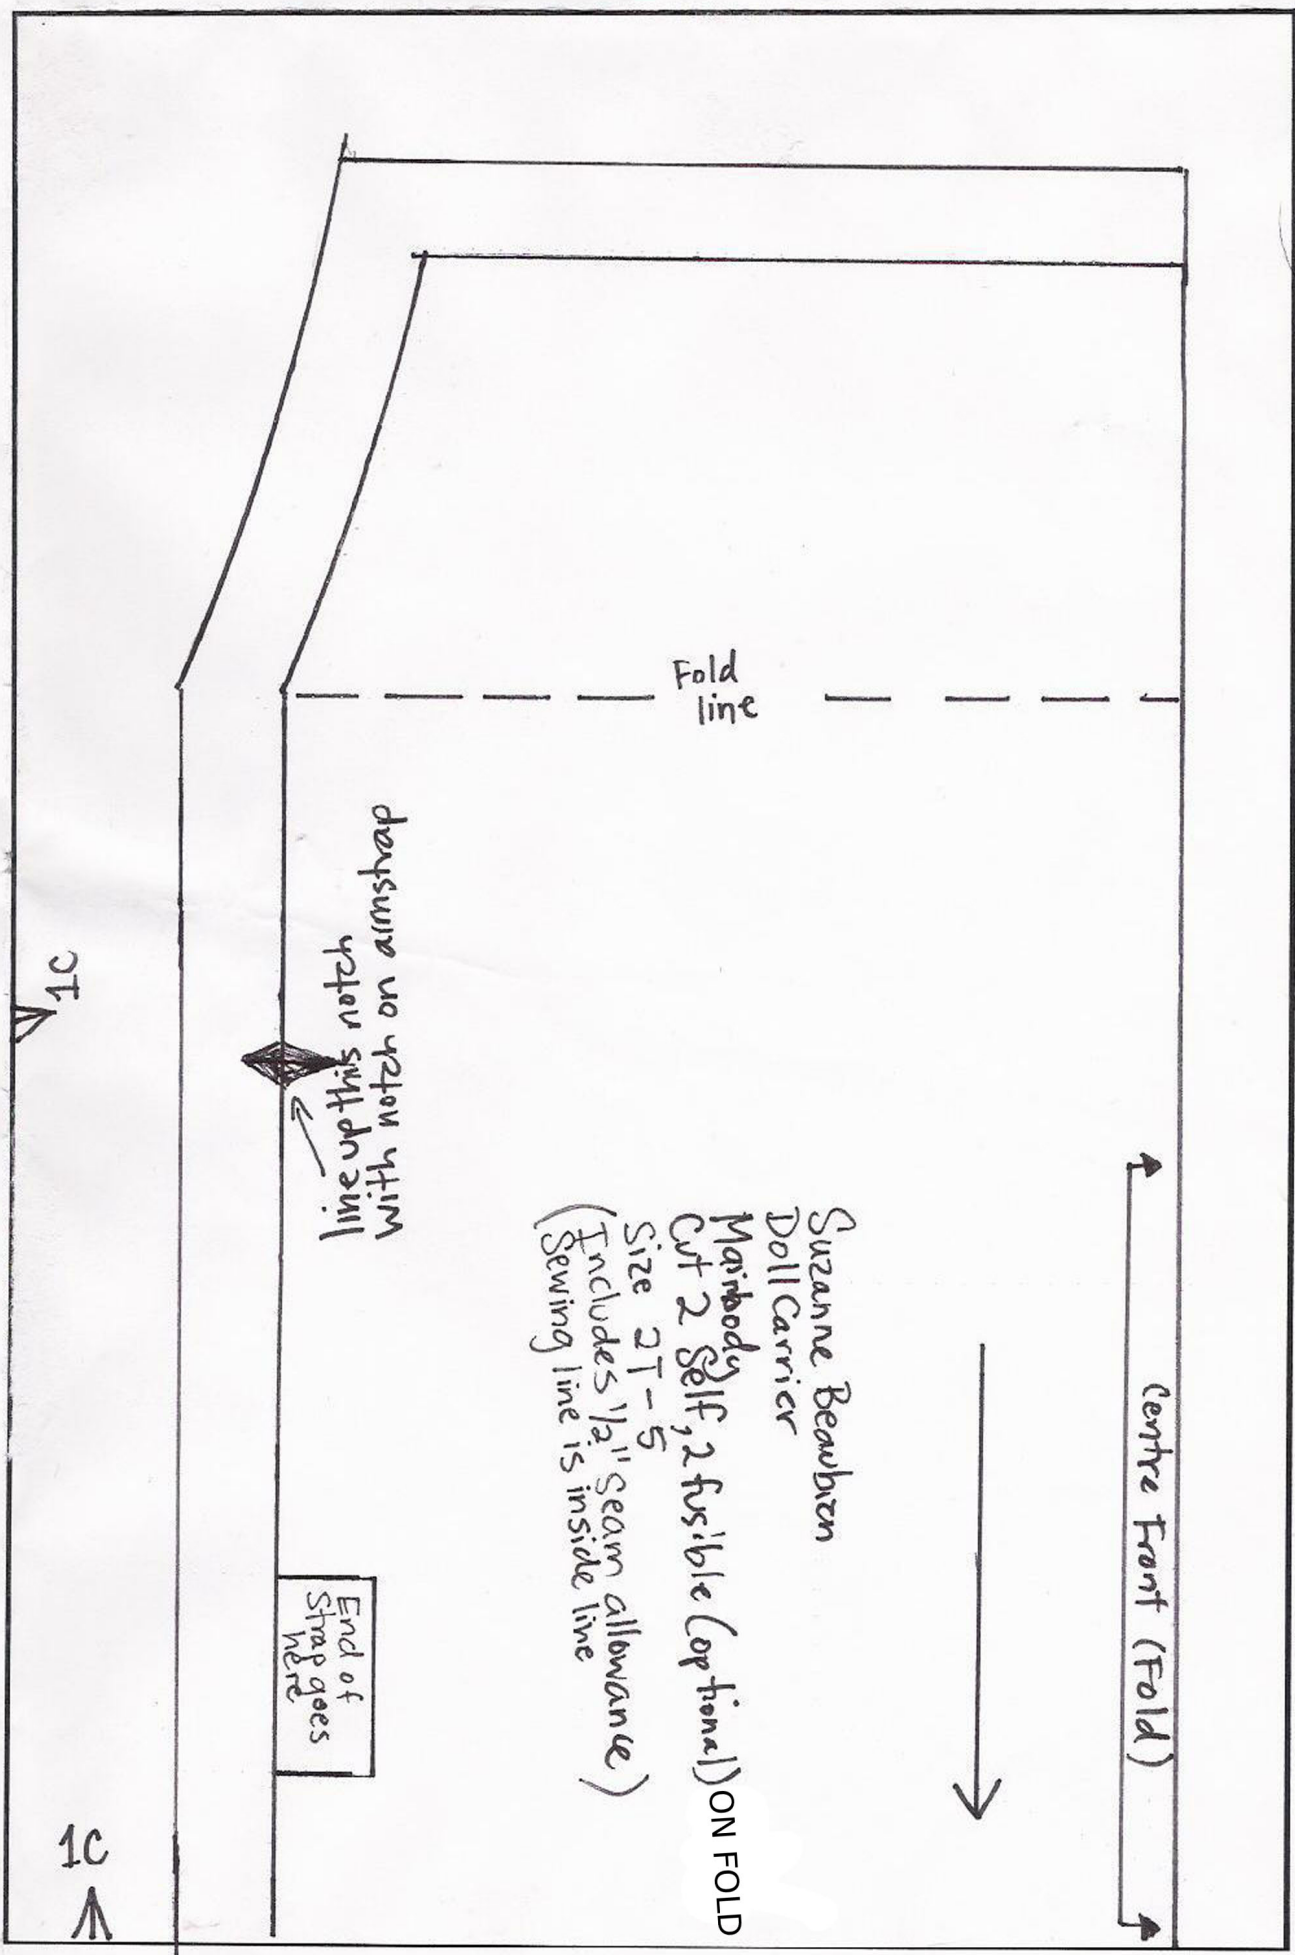 Fold
line
line up this notch
with notch on armstrap
1C
Suzanne Beaubien
Doll Carrier
Mainbody
Cut 2 Self, 2 fusible (optional) ON FOLD
Size 2T - 5
(Includes 1/2" seam allowance)
(Sewing line is inside line
Centre Front (Fold)
End of
Strap goes
here
1C